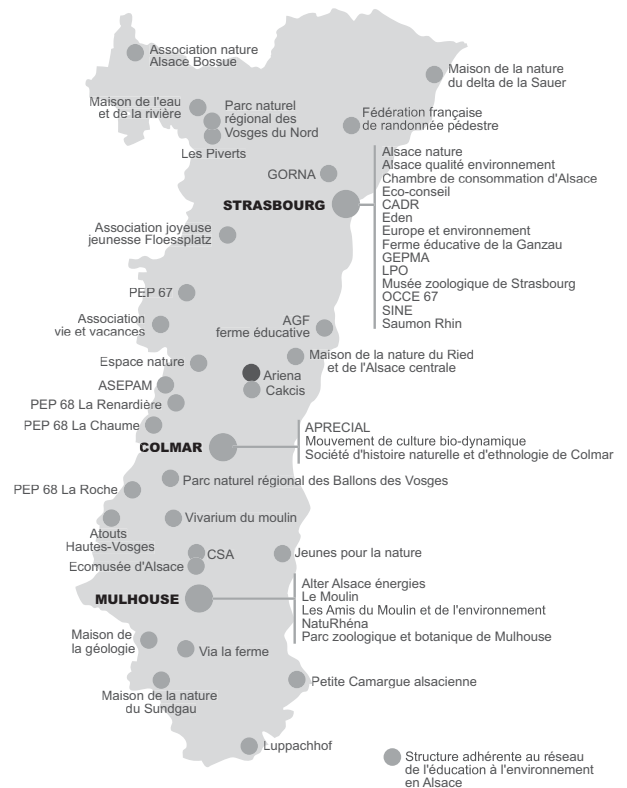 Association nature
Alsace Bossue
Maison de la nature
du delta de la Sauer
Maison de l'eau
et de la rivière
Parc naturel
régional des
Vosges du Nord
Fédération française
de randonnée pédestre
Les Piverts
GORNA
STRASBOURG
Alsace nature
Alsace qualité environnement
Chambre de consommation d'Alsace
Eco-conseil
CADR
Eden
Europe et environnement
Ferme éducative de la Ganzau
GEPMA
LPO
Musée zoologique de Strasbourg
OCCE 67
SINE
Saumon Rhin
Association joyeuse
jeunesse Floessplatz
PEP 67
Association
vie et vacances
AGF
ferme éducative
Maison de la nature du Ried
et de l'Alsace centrale
Espace nature
Ariena
Cakcis
ASEPAM
PEP 68 La Renardière
PEP 68 La Chaume
COLMAR
APRECIAL
Mouvement de culture bio-dynamique
Société d'histoire naturelle et d'ethnologie de Colmar
Parc naturel régional des Ballons des Vosges
PEP 68 La Roche
Atouts
Hautes-Vosges
Vivarium du moulin
CSA
Ecomusée d'Alsace
Jeunes pour la nature
MULHOUSE
Alter Alsace énergies
Le Moulin
Les Amis du Moulin et de l'environnement
NatuRhéna
Parc zoologique et botanique de Mulhouse
Maison de
la géologie
Via la ferme
Maison de la nature
du Sundgau
Petite Camargue alsacienne
Luppachhof
Structure adhérente au réseau
de l'éducation à l'environnement
en Alsace